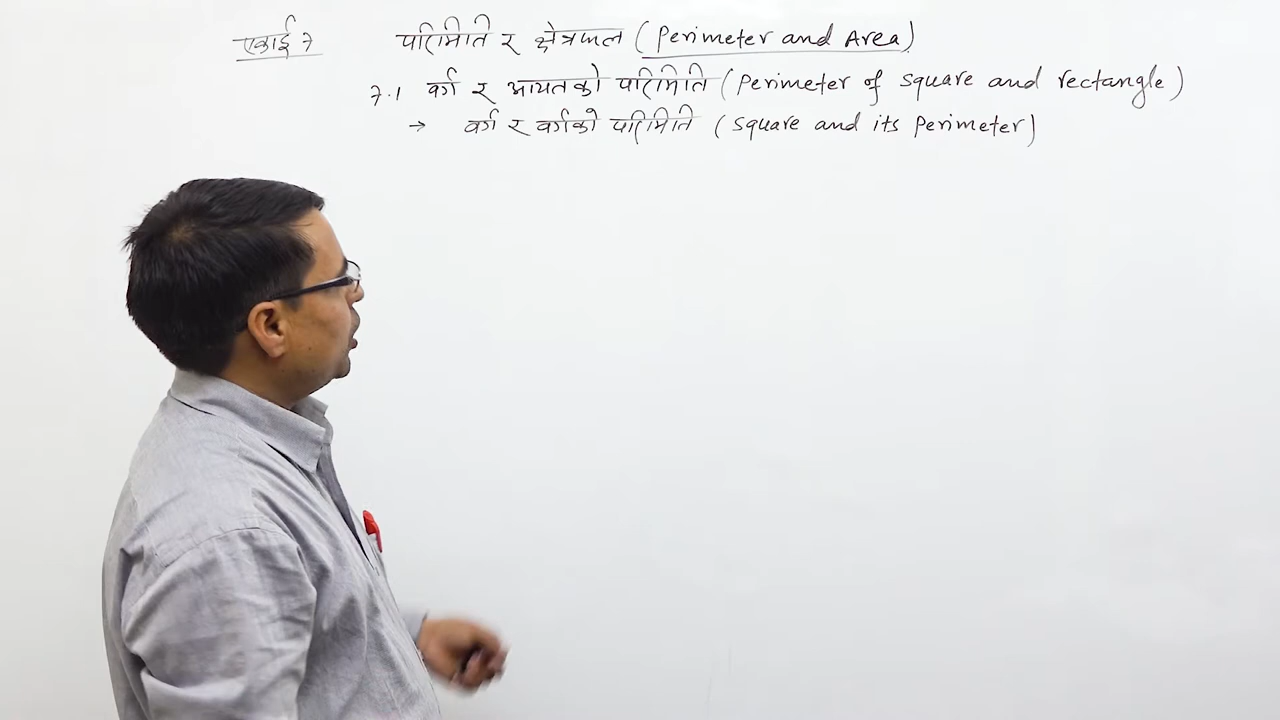 एकाई 7 परिमिति र क्षेत्रफल (Perimeter and Area)
7.1 वर्ग र आयतको परिमिति (Perimeter of square and rectangle)
→ वर्ग र वर्गको परिमिति (square and its perimeter)